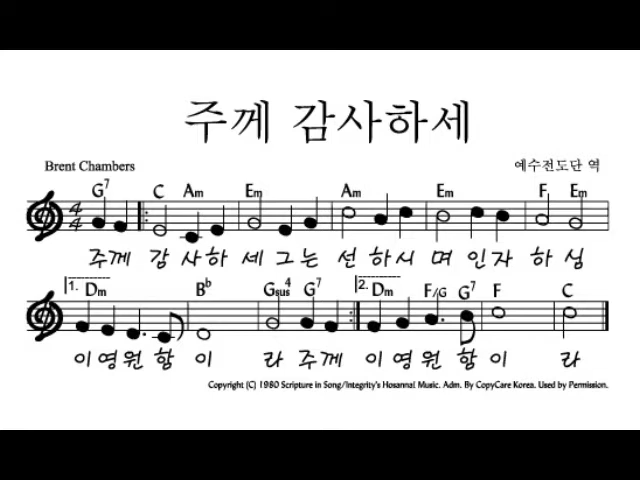 주께 감사하세
Brent Chambers 예수전도단 역
G7 C Am Em Am Em F Em
4 4
주께 감 사하 세 그는 선 하시 며 인자 하 심
1. Dm Bb Gsus4 G7 2. Dm F/G G7 F C
이 영원 함 이 라 주께 이 영원 함 이 라
Copyright (C) 1980 Scripture in Song/Integrity's Hosanna! Music. Adm. By CopyCare Korea. Used by Permission.